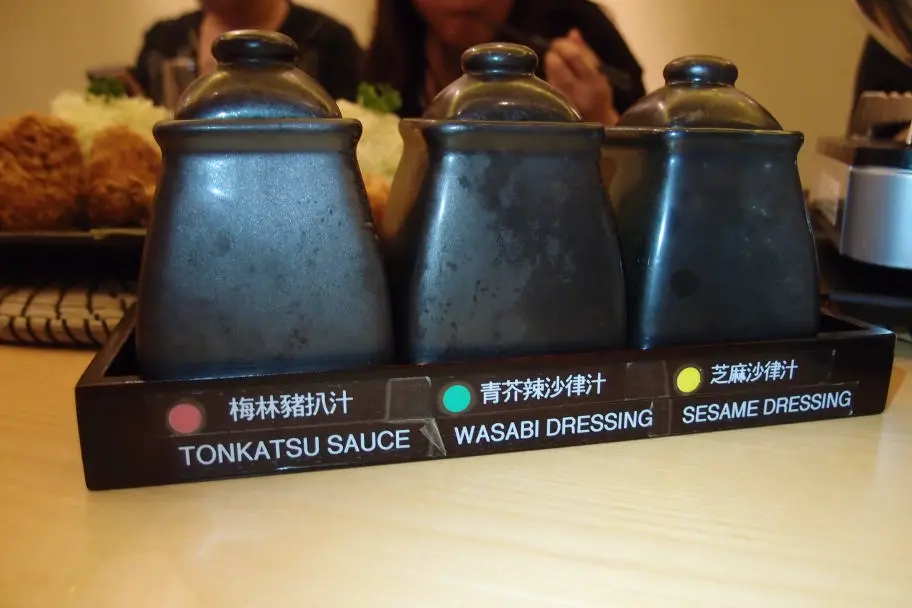 梅林豬扒汁
TONKATSU SAUCE
青芥辣沙律汁
WASABI DRESSING
芝麻沙律汁
SESAME DRESSING